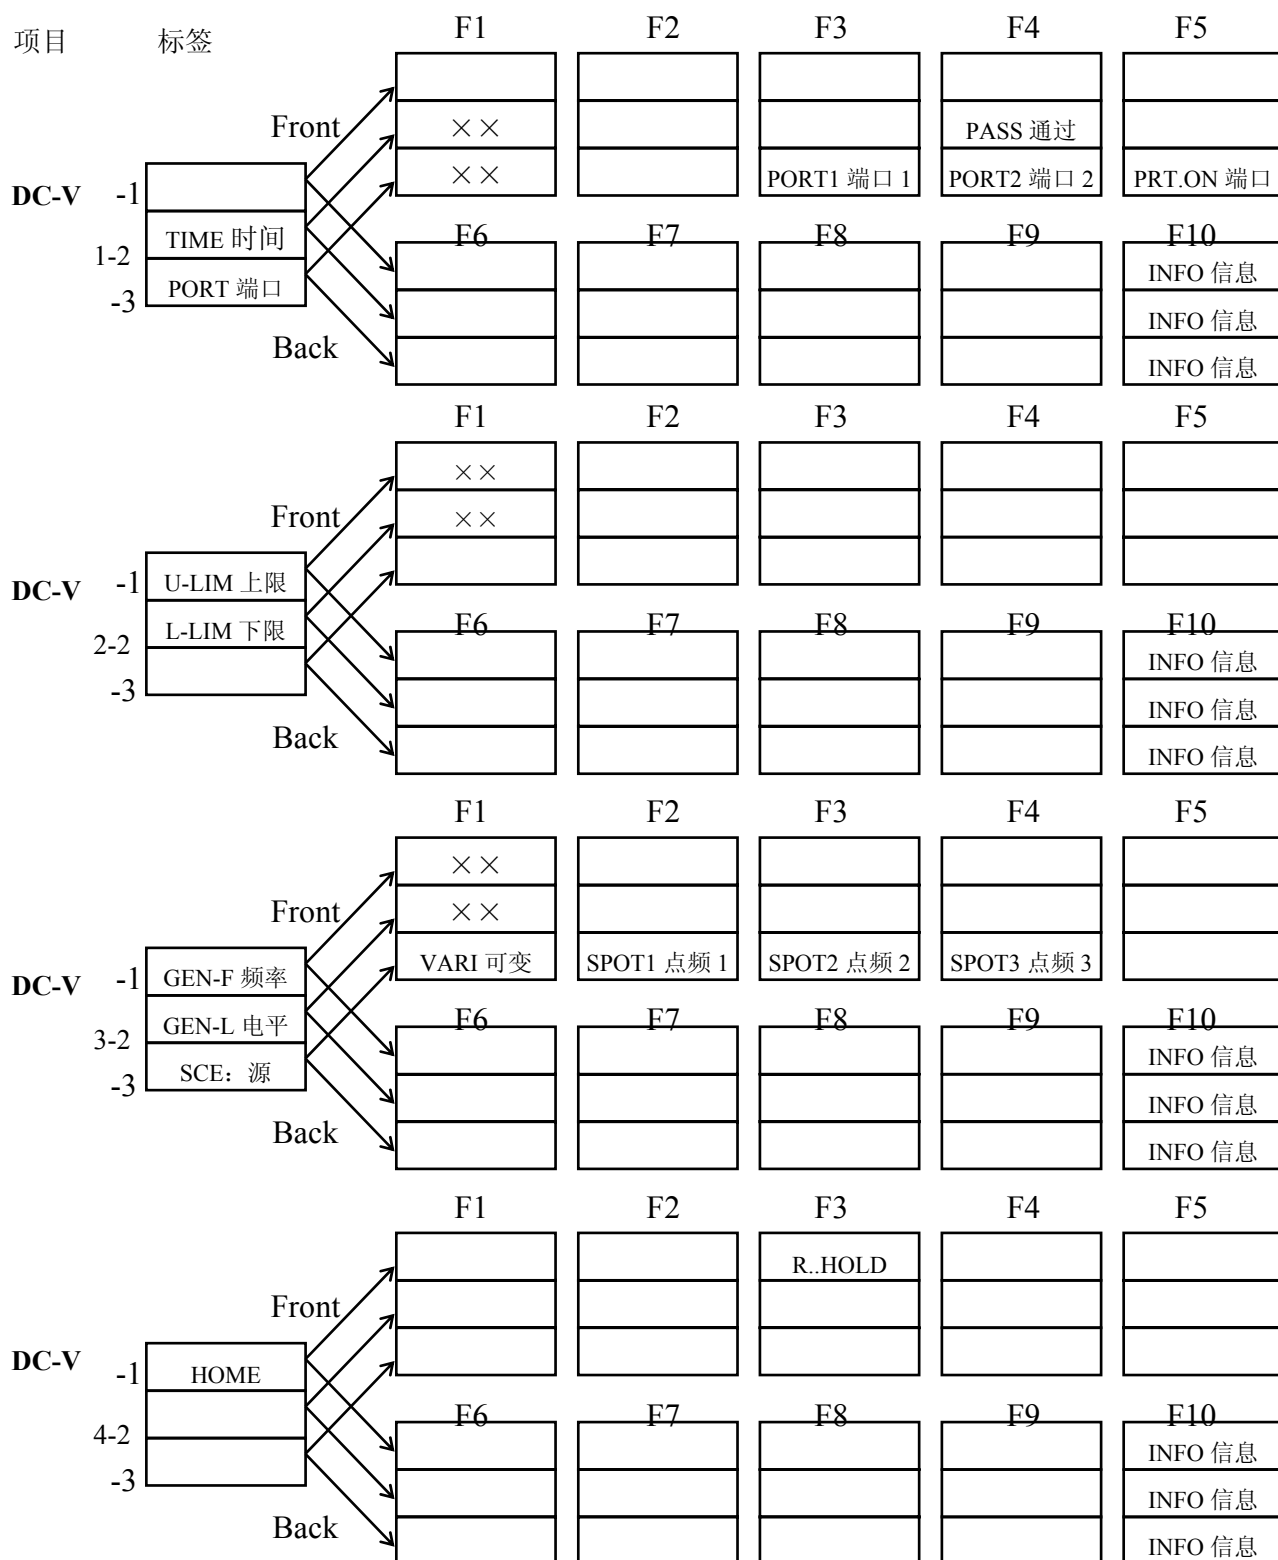 项目 标签 F1 F2 F3 F4 F5
Front ×× PASS 通过
×× PORT1 端口 1 PORT2 端口 2 PRT.ON 端口
DC-V -1
TIME 时间 F6 F7 F8 F9 F10
1-2 INFO 信息
PORT 端口
-3 INFO 信息
Back INFO 信息
F1 F2 F3 F4 F5
××
Front ××
DC-V -1 U-LIM 上限
L-LIM 下限 F6 F7 F8 F9 F10
2-2 INFO 信息
-3 INFO 信息
Back INFO 信息
F1 F2 F3 F4 F5
××
Front ××
VARI 可变 SPOT1 点频 1 SPOT2 点频 2 SPOT3 点频 3
DC-V -1 GEN-F 频率
GEN-L 电平 F6 F7 F8 F9 F10
3-2 INFO 信息
-3 SCE：源
INFO 信息
Back INFO 信息
F1 F2 F3 F4 F5
R..HOLD
Front
DC-V -1 HOME
F6 F7 F8 F9 F10
4-2 INFO 信息
-3 INFO 信息
Back INFO 信息